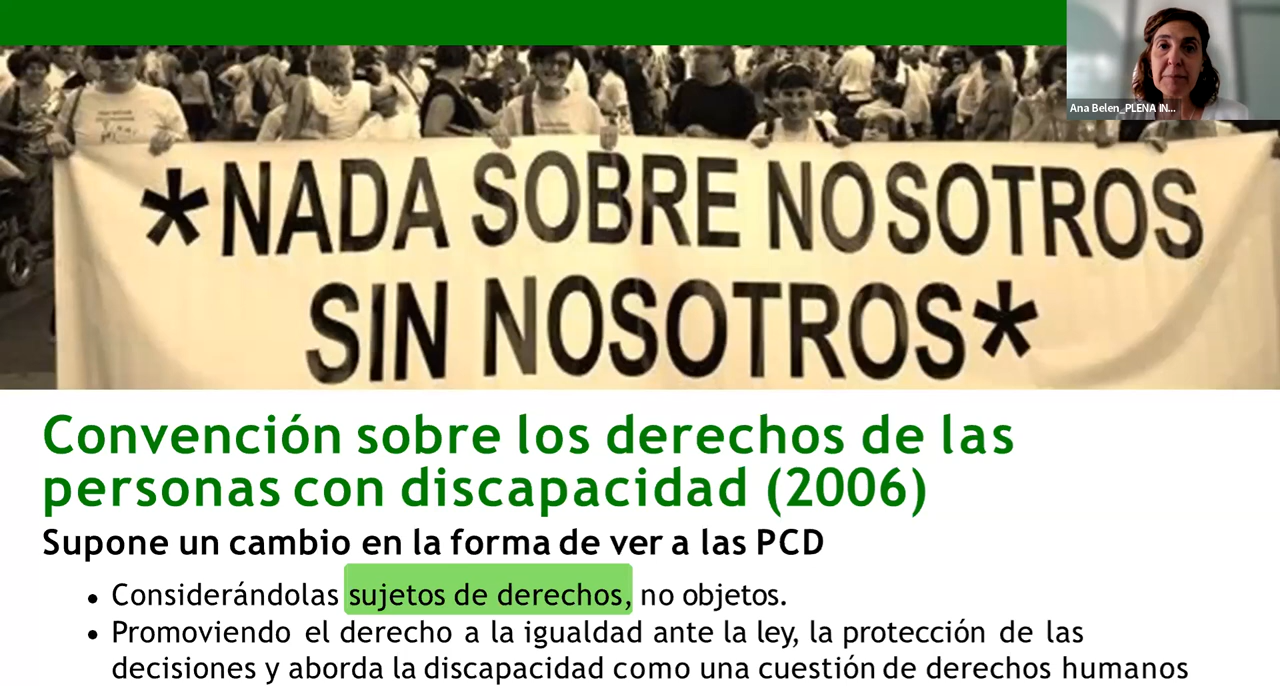 Ana Belen_PLENA IN...
*NADA SOBRE NOSOTROS
SIN NOSOTROS*
Convención sobre los derechos de las
personas con discapacidad (2006)
Supone un cambio en la forma de ver a las PCD
• Considerándolas sujetos de derechos, no objetos.
• Promoviendo el derecho a la igualdad ante la ley, la protección de las
decisiones y aborda la discapacidad como una cuestión de derechos humanos